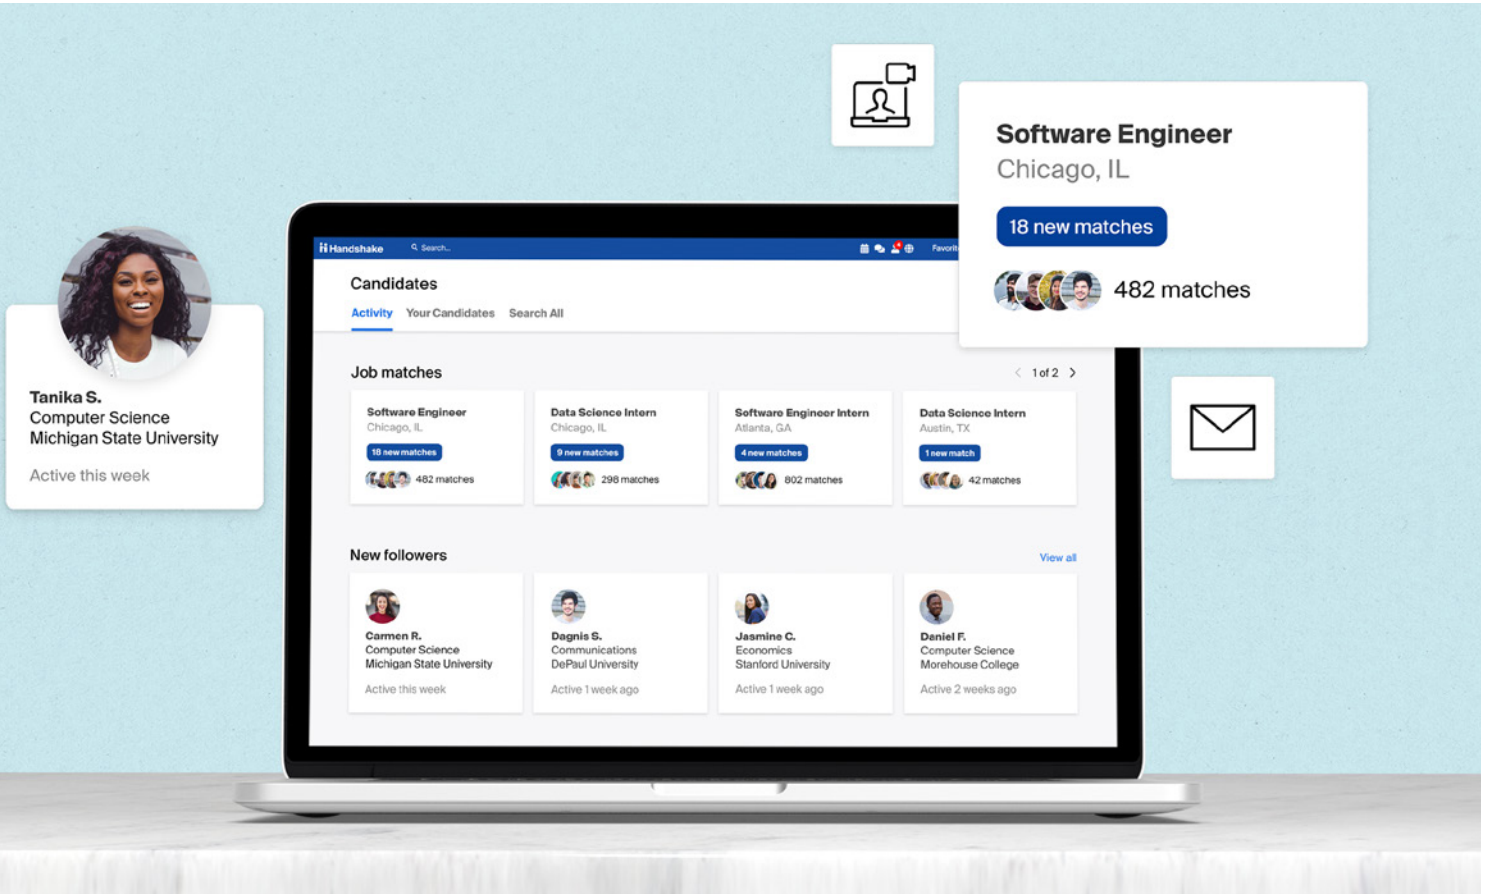 Software Engineer
Chicago, IL
18 new matches
482 matches
Tanika S.
Computer Science
Michigan State University
Active this week
Handshake
Search...
Favorit
Candidates
Activity Your Candidates Search All
Job matches
1 of 2
Software Engineer
Chicago, IL.
18 new matches
482 matches
Data Science Intern
Chicago, IL.
9 new matches
298 matches
Software Engineer Intern
Atlanta, GA
4 new matches
802 matches
Data Science Intern
Austin, TX
1 new match
42 matches
New followers
View all
Carmen R.
Computer Science
Michigan State University
Active this week
Dagnis S.
Communications
DePaul University
Active 1 week ago
Jasmine C.
Economics
Stanford University
Active 1 week ago
Daniel F.
Computer Science
Morehouse College
Active 2 weeks ago